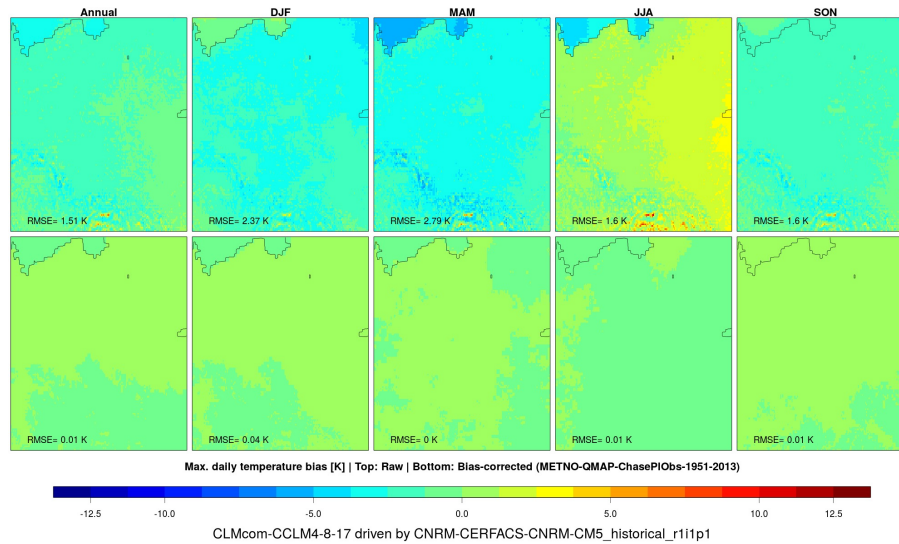 Annual DJF MAM JJA SON
RMSE= 1.51 K RMSE= 2.37 K RMSE= 2.79 K RMSE= 1.6 K RMSE= 1.6 K
RMSE= 0.01 K RMSE= 0.04 K RMSE= 0 K RMSE= 0.01 K RMSE= 0.01 K
Max. daily temperature bias [K] | Top: Raw | Bottom: Bias-corrected (METNO-QMAP-ChasePIObs-1951-2013)
-12.5 -10.0 -5.0 0.0 5.0 10.0 12.5
CLMcom-CCLM4-8-17 driven by CNRM-CERFACS-CNRM-CM5_historical_r1i1p1